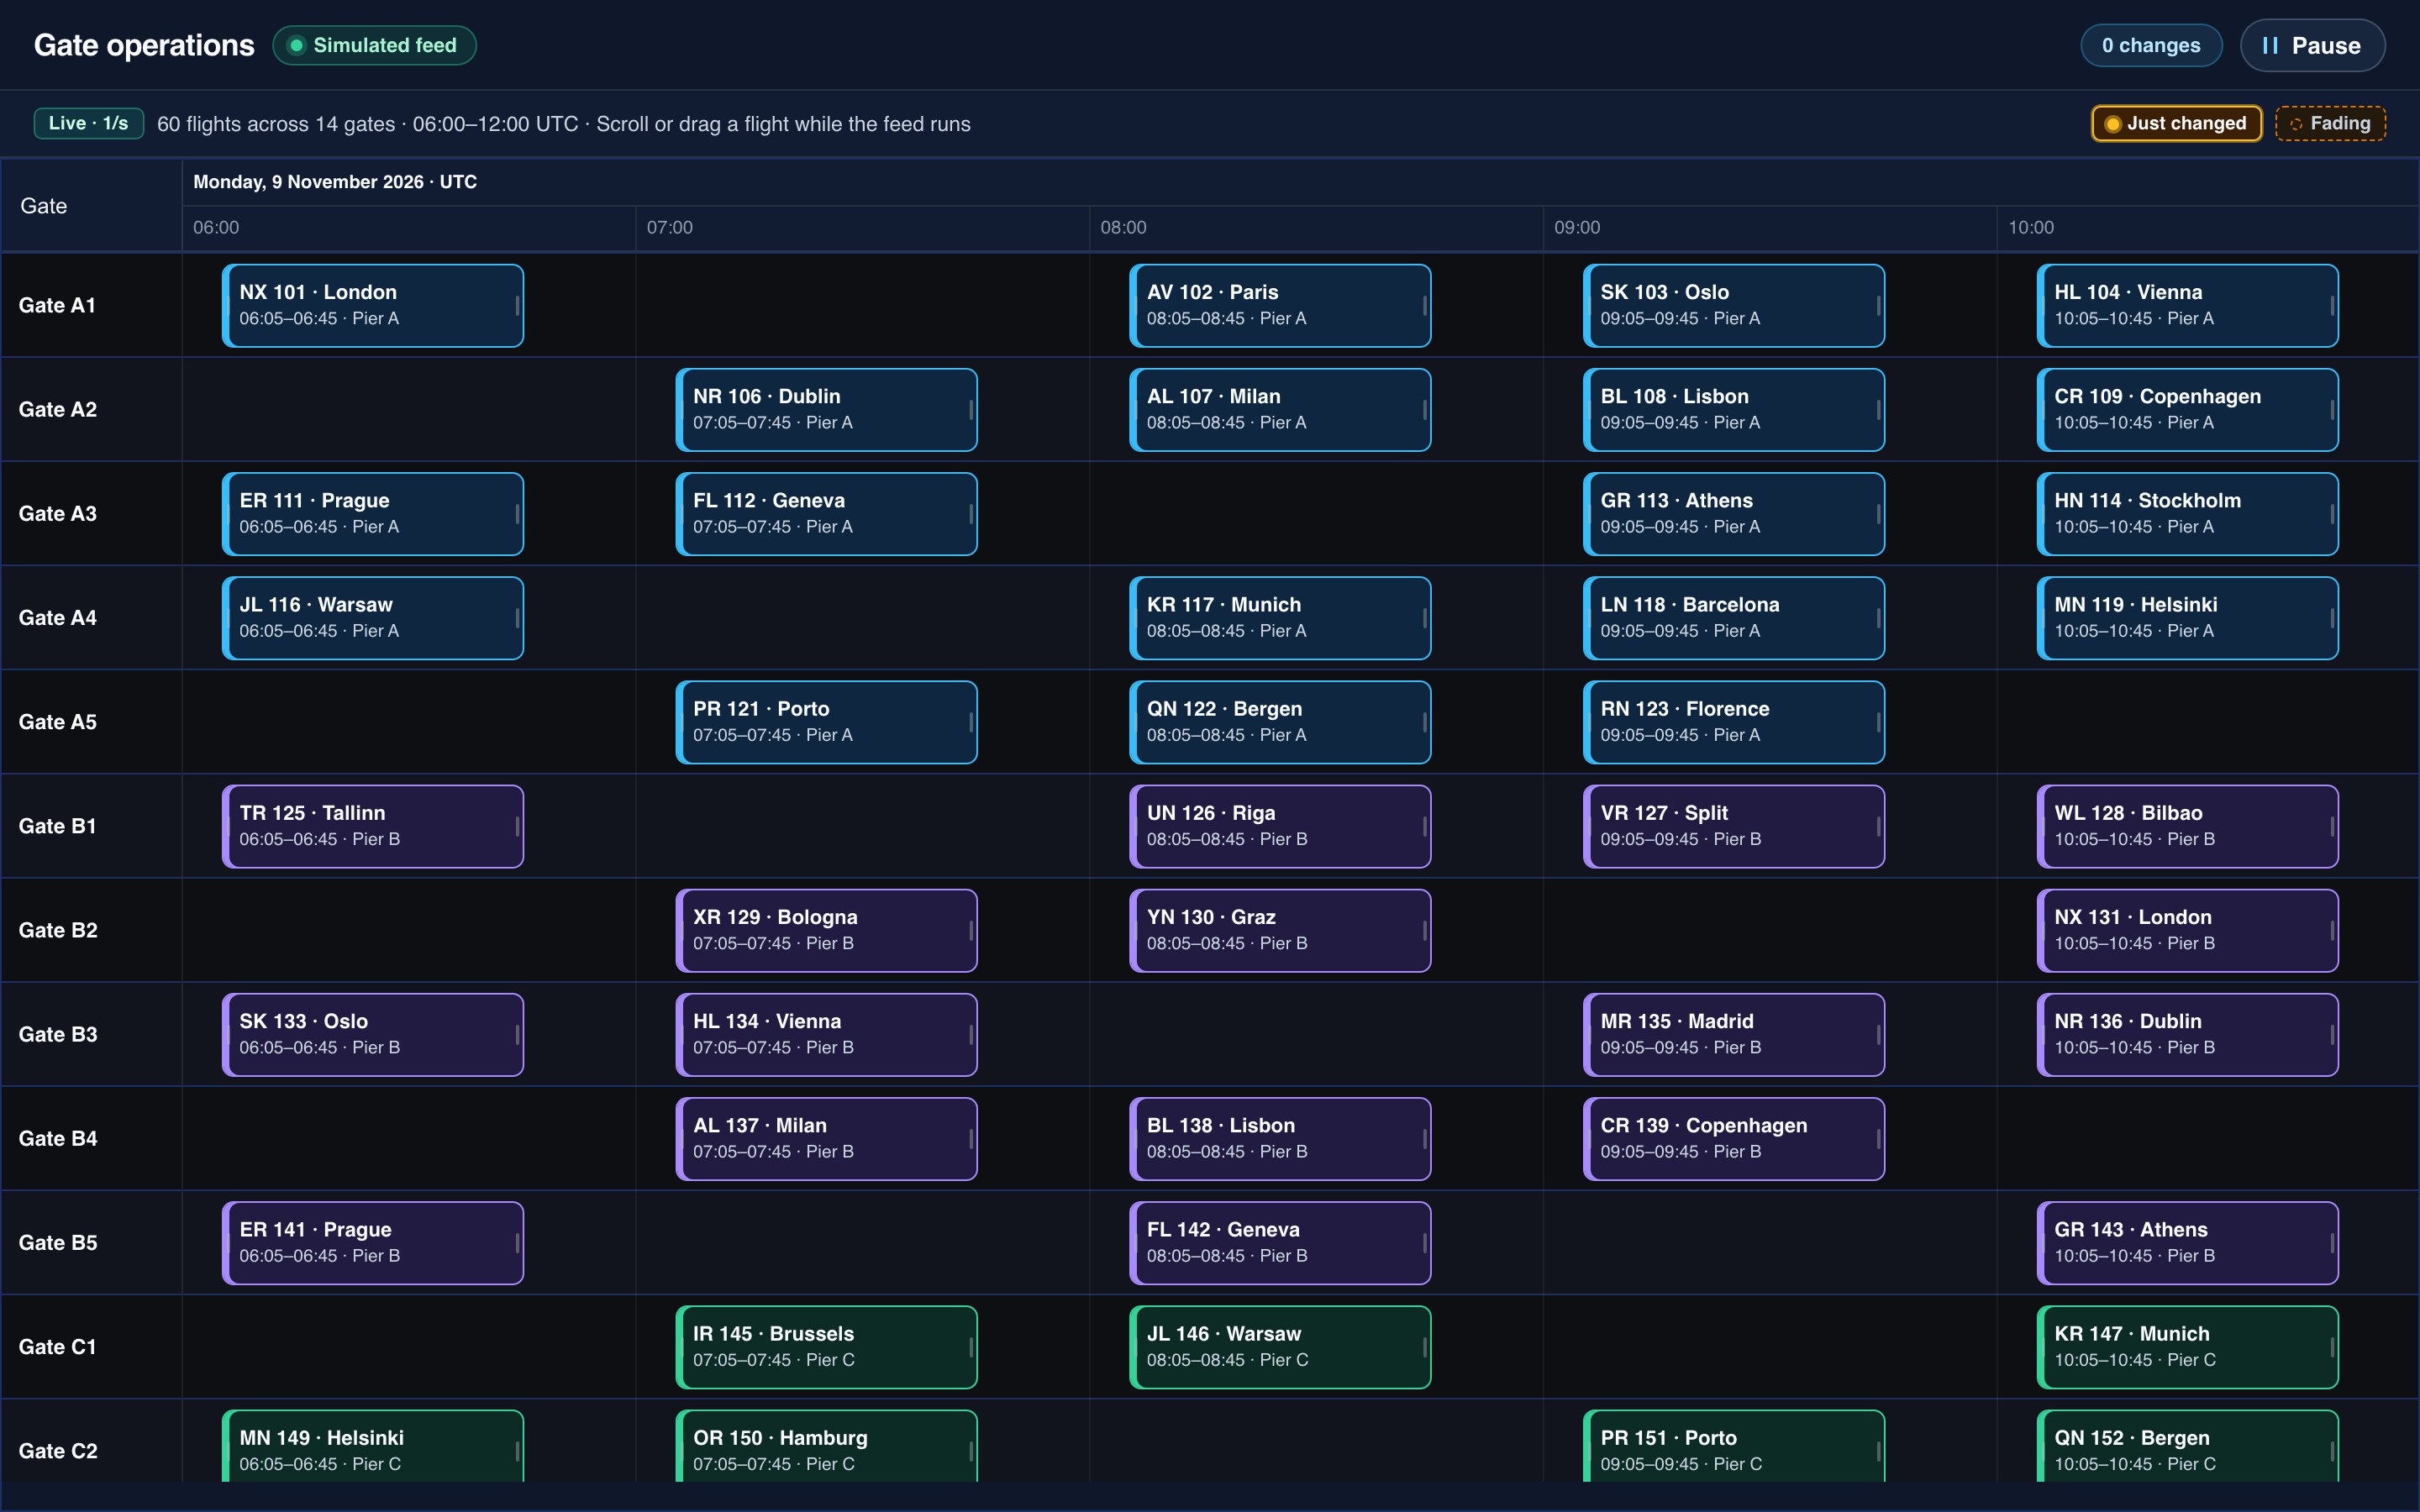 Gate operations
Simulated feed
0 changes
Pause
Live · 1/s
60 flights across 14 gates · 06:00–12:00 UTC · Scroll or drag a flight while the feed runs
Just changed
Fading
Gate
Monday, 9 November 2026 · UTC
06:00
07:00
08:00
09:00
10:00
Gate A1
NX 101 · London
06:05–06:45 · Pier A
AV 102 · Paris
08:05–08:45 · Pier A
SK 103 · Oslo
09:05–09:45 · Pier A
HL 104 · Vienna
10:05–10:45 · Pier A
Gate A2
NR 106 · Dublin
07:05–07:45 · Pier A
AL 107 · Milan
08:05–08:45 · Pier A
BL 108 · Lisbon
09:05–09:45 · Pier A
CR 109 · Copenhagen
10:05–10:45 · Pier A
Gate A3
ER 111 · Prague
06:05–06:45 · Pier A
FL 112 · Geneva
07:05–07:45 · Pier A
GR 113 · Athens
09:05–09:45 · Pier A
HN 114 · Stockholm
10:05–10:45 · Pier A
Gate A4
JL 116 · Warsaw
06:05–06:45 · Pier A
KR 117 · Munich
08:05–08:45 · Pier A
LN 118 · Barcelona
09:05–09:45 · Pier A
MN 119 · Helsinki
10:05–10:45 · Pier A
Gate A5
PR 121 · Porto
07:05–07:45 · Pier A
QN 122 · Bergen
08:05–08:45 · Pier A
RN 123 · Florence
09:05–09:45 · Pier A
Gate B1
TR 125 · Tallinn
06:05–06:45 · Pier B
UN 126 · Riga
08:05–08:45 · Pier B
VR 127 · Split
09:05–09:45 · Pier B
WL 128 · Bilbao
10:05–10:45 · Pier B
Gate B2
XR 129 · Bologna
07:05–07:45 · Pier B
YN 130 · Graz
08:05–08:45 · Pier B
NX 131 · London
10:05–10:45 · Pier B
Gate B3
SK 133 · Oslo
06:05–06:45 · Pier B
HL 134 · Vienna
07:05–07:45 · Pier B
MR 135 · Madrid
09:05–09:45 · Pier B
NR 136 · Dublin
10:05–10:45 · Pier B
Gate B4
AL 137 · Milan
07:05–07:45 · Pier B
BL 138 · Lisbon
08:05–08:45 · Pier B
CR 139 · Copenhagen
09:05–09:45 · Pier B
Gate B5
ER 141 · Prague
06:05–06:45 · Pier B
FL 142 · Geneva
08:05–08:45 · Pier B
GR 143 · Athens
10:05–10:45 · Pier B
Gate C1
IR 145 · Brussels
07:05–07:45 · Pier C
JL 146 · Warsaw
08:05–08:45 · Pier C
KR 147 · Munich
10:05–10:45 · Pier C
Gate C2
MN 149 · Helsinki
06:05–06:45 · Pier C
OR 150 · Hamburg
07:05–07:45 · Pier C
PR 151 · Porto
09:05–09:45 · Pier C
QN 152 · Bergen
10:05–10:45 · Pier C